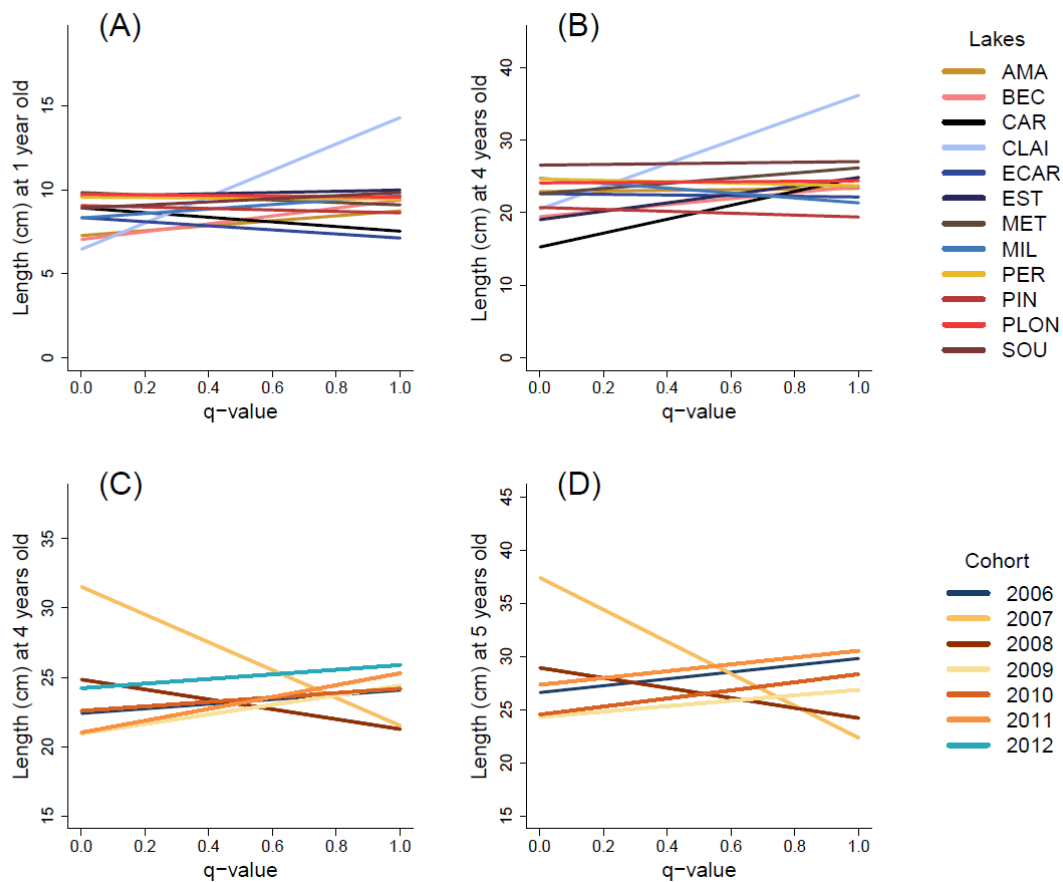 (A)
Length (cm) at 1 year old
15
10
5
0
0.0 0.2 0.4 0.6 0.8 1.0
q−value
(B)
Length (cm) at 4 years old
40
30
20
10
0
0.0 0.2 0.4 0.6 0.8 1.0
q−value
Lakes
AMA
BEC
CAR
CLAI
ECAR
EST
MET
MIL
PER
PIN
PLON
SOU
(C)
Length (cm) at 4 years old
35
30
25
20
15
0.0 0.2 0.4 0.6 0.8 1.0
q−value
(D)
Length (cm) at 5 years old
45
40
35
30
25
20
15
0.0 0.2 0.4 0.6 0.8 1.0
q−value
Cohort
2006
2007
2008
2009
2010
2011
2012